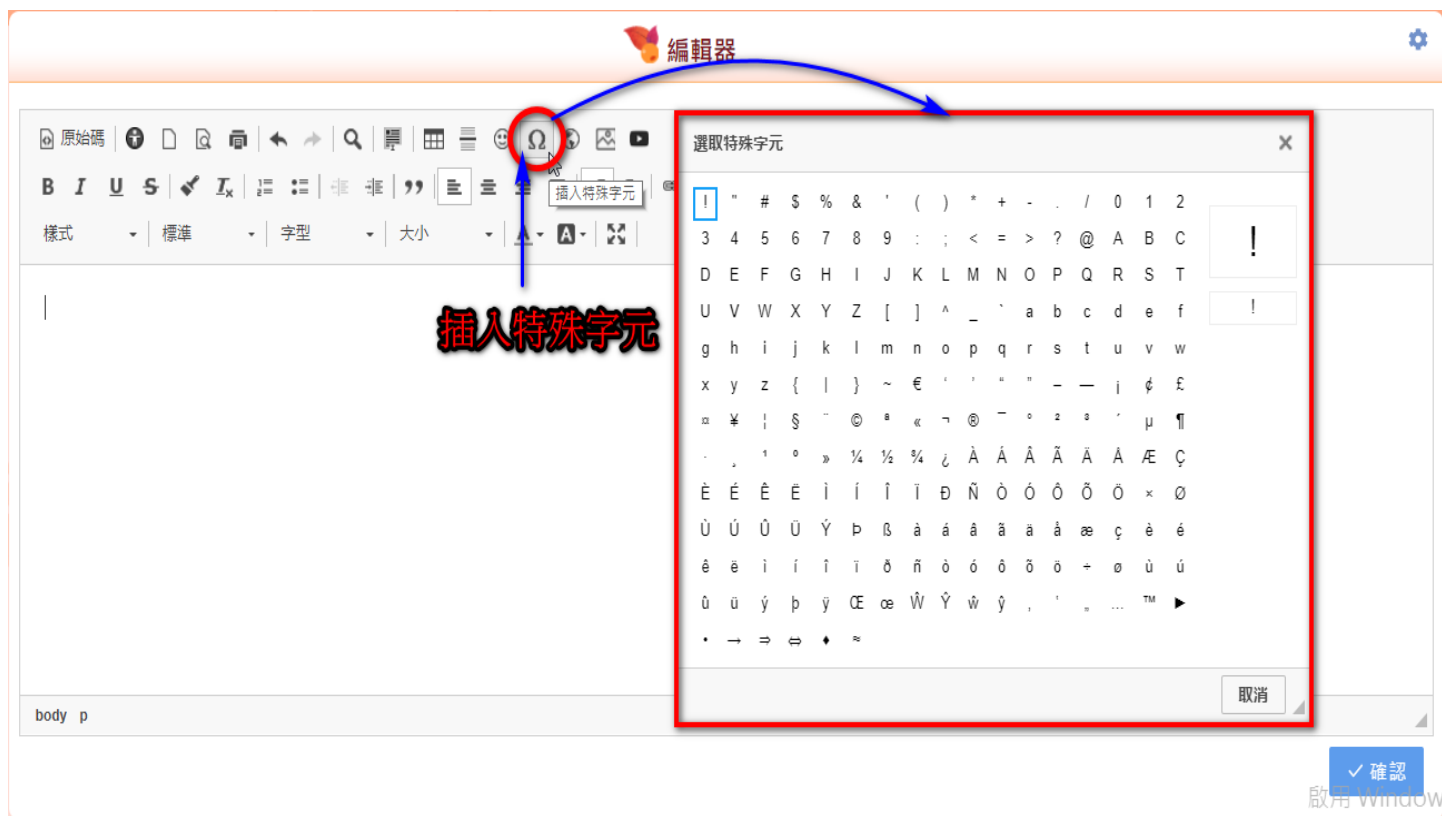 編輯器
原始碼
插入特殊字元
樣式 標準 字型 大小
插入特殊字元
選取特殊字元
! " # $ % & ' ( ) * + - . / 0 1 2
3 4 5 6 7 8 9 : ; < = > ? @ A B C
D E F G H I J K L M N O P Q R S T
U V W X Y Z [ ] ^ _ ` a b c d e f
g h i j k l m n o p q r s t u v w
x y z { | } ~ € ‘ ’ “ ” – — ¡ ¢ £
¤ ¥ ¦ § ¨ © ª « ¬ ® ¯ ° ² ³ ´ µ ¶
· ¸ ¹ º » ¼ ½ ¾ ¿ À Á Â Ã Ä Å Æ Ç
È É Ê Ë Ì Í Î Ï Ð Ñ Ò Ó Ô Õ Ö × Ø
Ù Ú Û Ü Ý Þ ß à á â ã ä å æ ç è é
ê ë ì í î ï ð ñ ò ó ô õ ö ÷ ø ù ú
û ü ý þ ÿ Œ œ Ŵ Ŷ ŵ ŷ ‚ ‛ „ … ™ ►
• → ⇒ ⇔ ♦ ≈
!
!
取消
body p
確認
啟用 Window